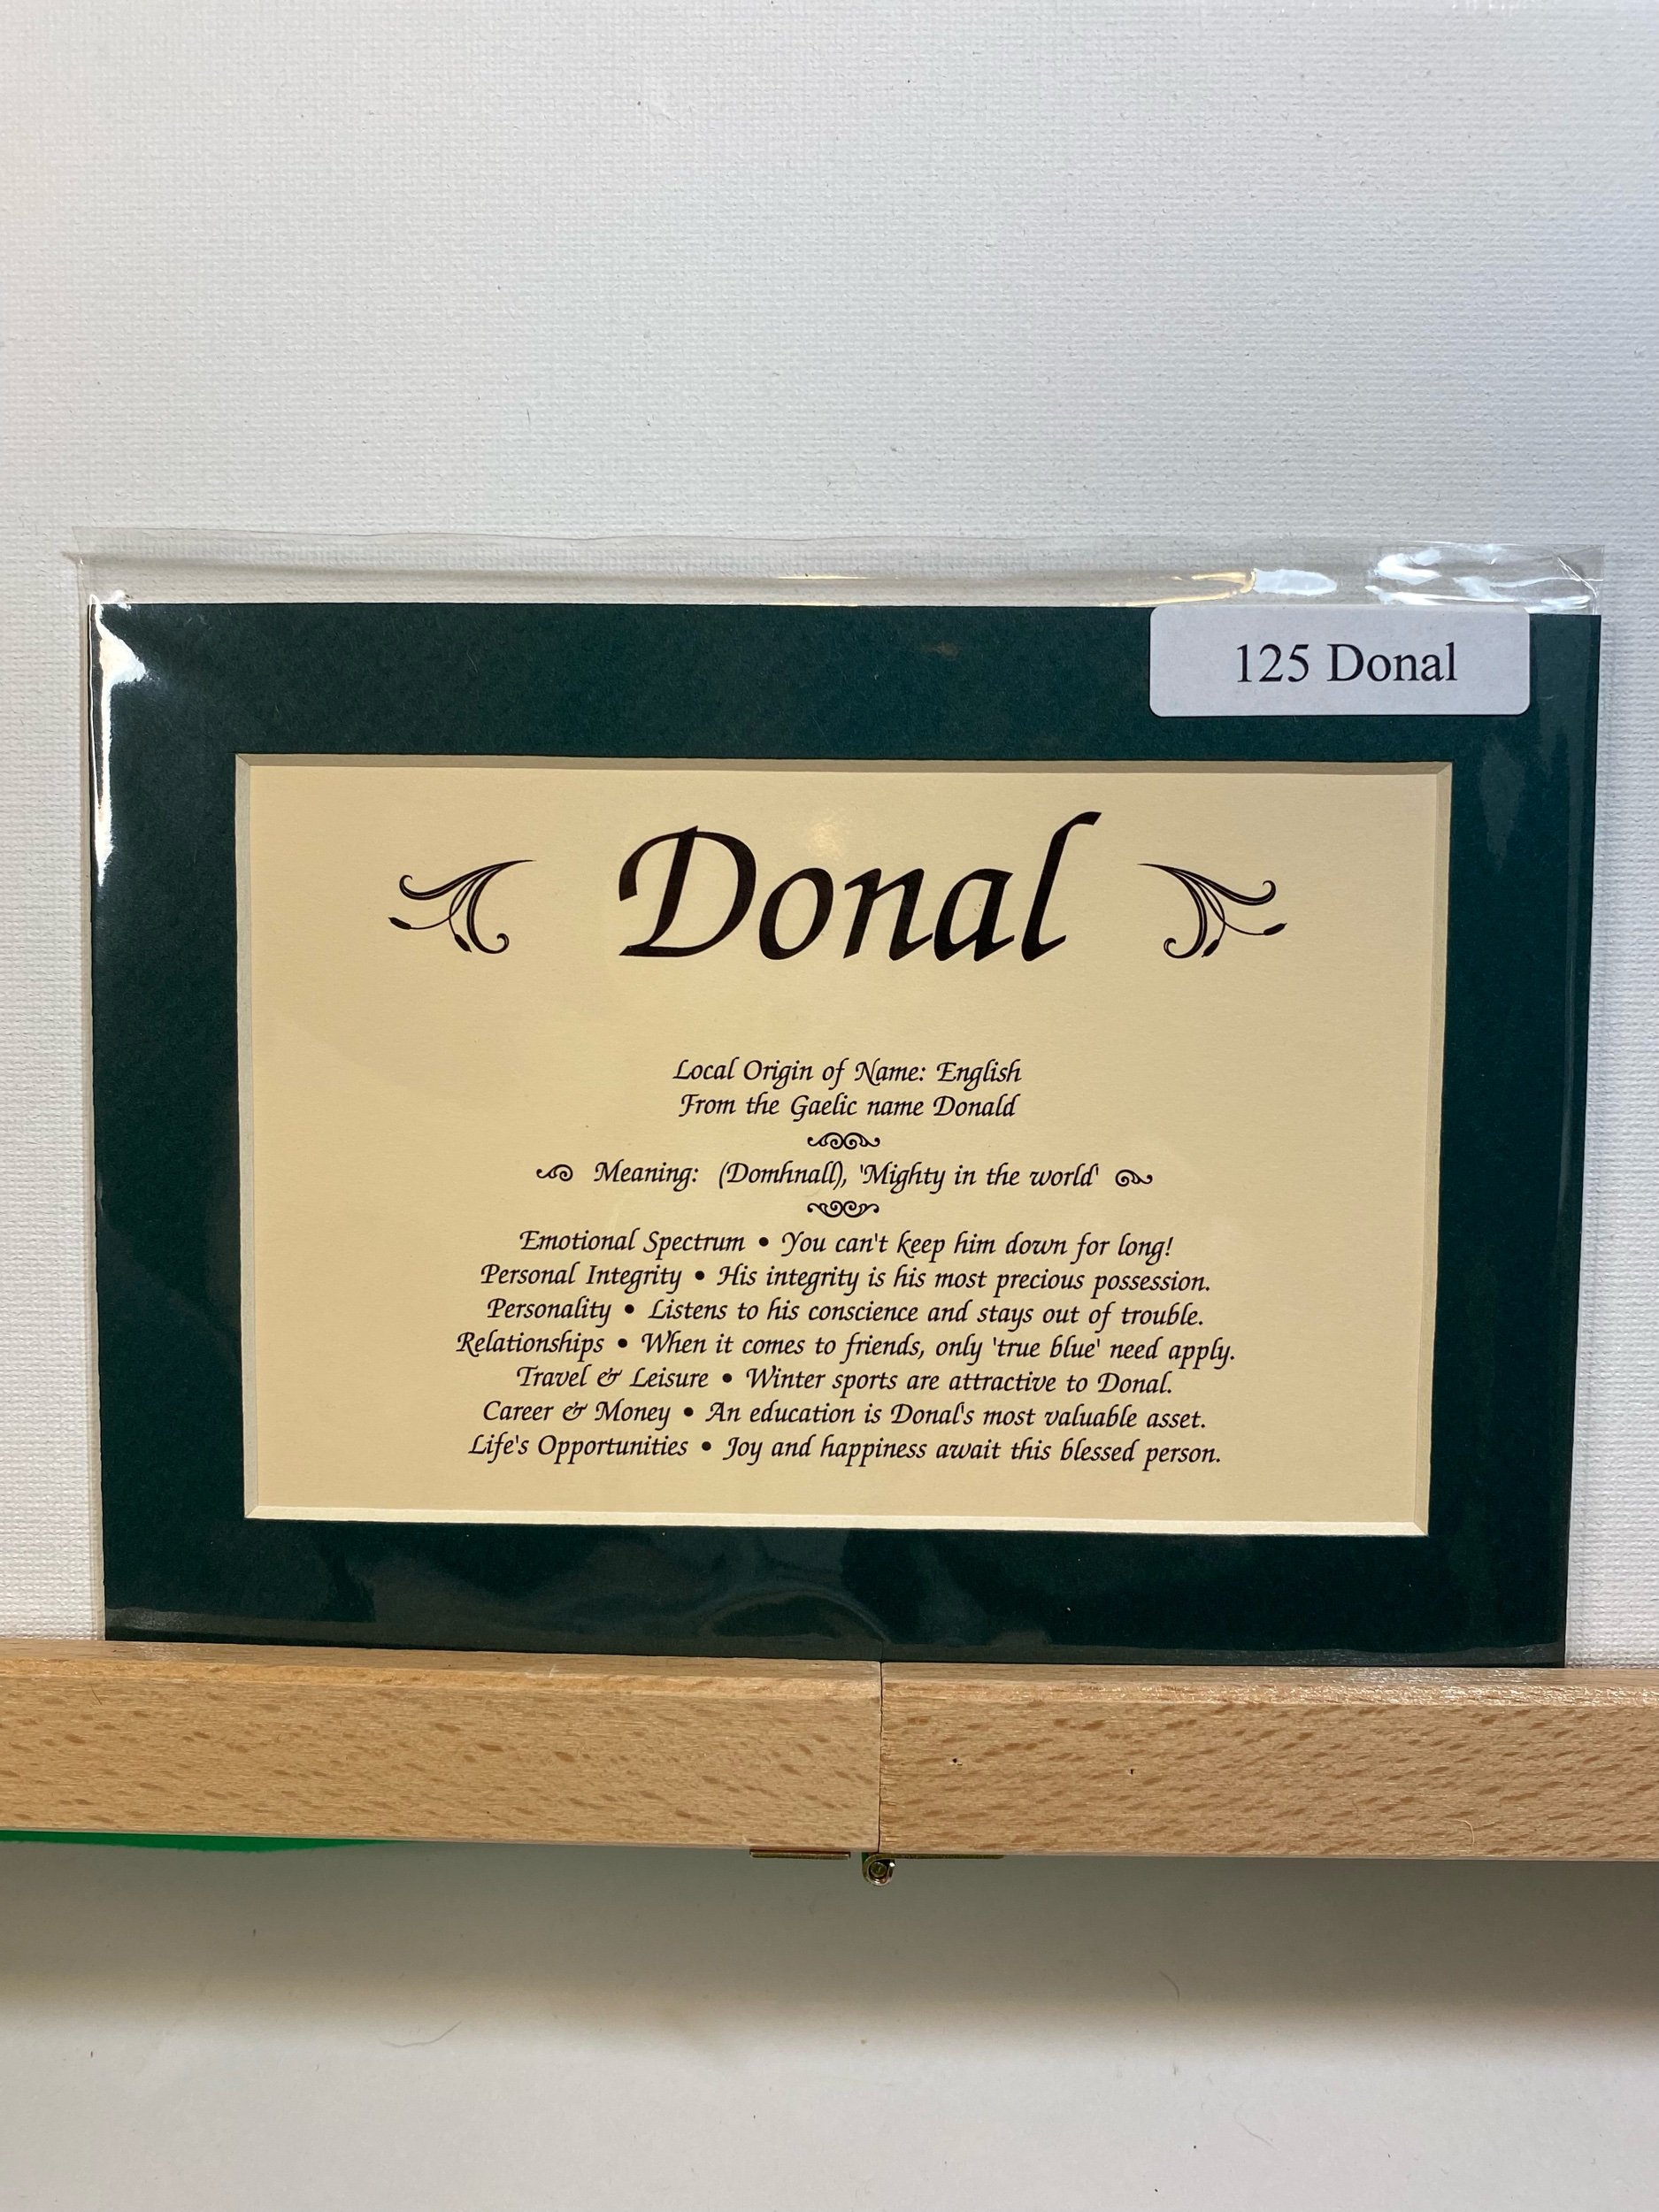 125 Donal
Donal
Local Origin of Name: English
From the Gaelic name Donald
Meaning: (Domhnall), 'Mighty in the world'
Emotional Spectrum • You can't keep him down for long!
Personal Integrity • His integrity is his most precious possession.
Personality • Listens to his conscience and stays out of trouble.
Relationships • When it comes to friends, only 'true blue' need apply.
Travel & Leisure • Winter sports are attractive to Donal.
Career & Money • An education is Donal's most valuable asset.
Life's Opportunities • Joy and happiness await this blessed person.